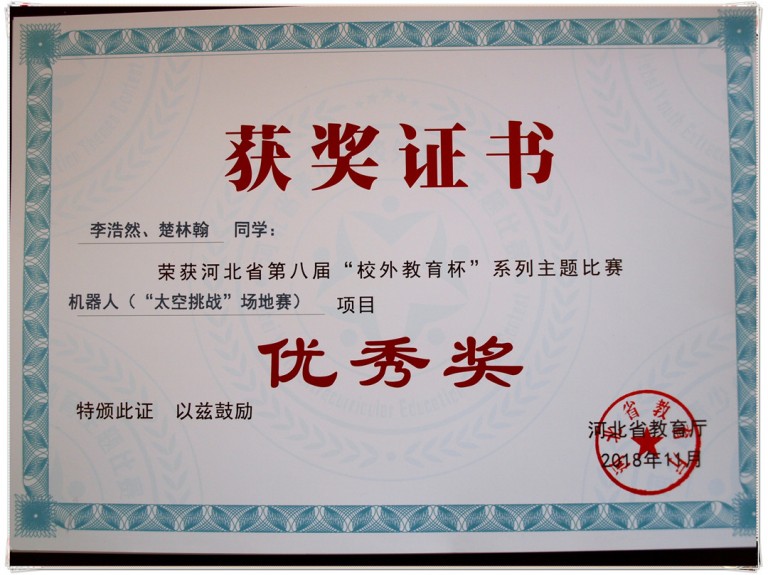 获奖证书
李浩然、楚林翰 同学：
荣获河北省第八届“校外教育杯”系列主题比赛
机器人（“太空挑战”场地赛） 项目
优秀奖
特颁此证 以兹鼓励
河北省教育厅
2018年11月